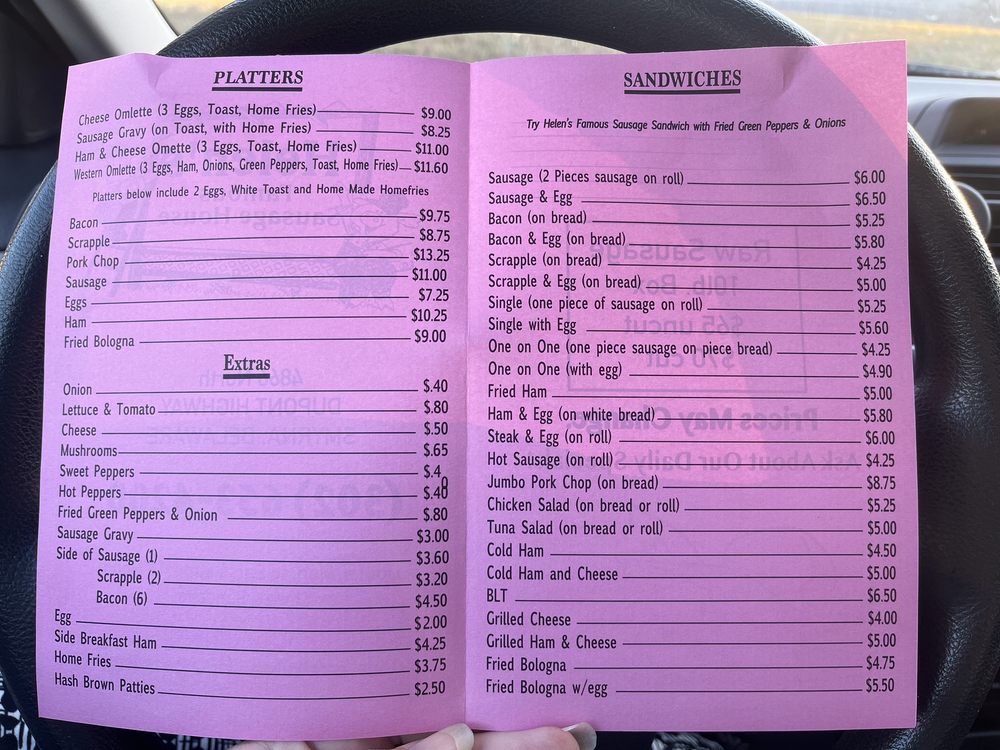 PLATTERS
Cheese Omlette (3 Eggs, Toast, Home Fries) $9.00
Sausage Gravy (on Toast, with Home Fries) $8.25
Ham & Cheese Omette (3 Eggs, Toast, Home Fries) $11.00
Western Omlette (3 Eggs, Ham, Onions, Green Peppers, Toast, Home Fries) $11.60
Platters below include 2 Eggs, White Toast and Home Made Homefries
Bacon $9.75
Scrapple $8.75
Pork Chop $13.25
Sausage $11.00
Eggs $7.25
Ham $10.25
Fried Bologna $9.00
Extras
Onion $.40
Lettuce & Tomato $.80
Cheese $.50
Mushrooms $.65
Sweet Peppers $.40
Hot Peppers $.40
Fried Green Peppers & Onion $.80
Sausage Gravy $3.00
Side of Sausage (1) $3.60
Scrapple (2) $3.20
Bacon (6) $4.50
Egg $2.00
Side Breakfast Ham $4.25
Home Fries $3.75
Hash Brown Patties $2.50
SANDWICHES
Try Helen's Famous Sausage Sandwich with Fried Green Peppers & Onions
Sausage (2 Pieces sausage on roll) $6.00
Sausage & Egg $6.50
Bacon (on bread) $5.25
Bacon & Egg (on bread) $5.80
Scrapple (on bread) $4.25
Scrapple & Egg (on bread) $5.00
Single (one piece of sausage on roll) $5.25
Single with Egg $5.60
One on One (one piece sausage on piece bread) $4.25
One on One (with egg) $4.90
Fried Ham $5.00
Ham & Egg (on white bread) $5.80
Steak & Egg (on roll) $6.00
Hot Sausage (on roll) $4.25
Jumbo Pork Chop (on bread) $8.75
Chicken Salad (on bread or roll) $5.25
Tuna Salad (on bread or roll) $5.00
Cold Ham $4.50
Cold Ham and Cheese $5.00
BLT $6.50
Grilled Cheese $4.00
Grilled Ham & Cheese $5.00
Fried Bologna $4.75
Fried Bologna w/egg $5.50